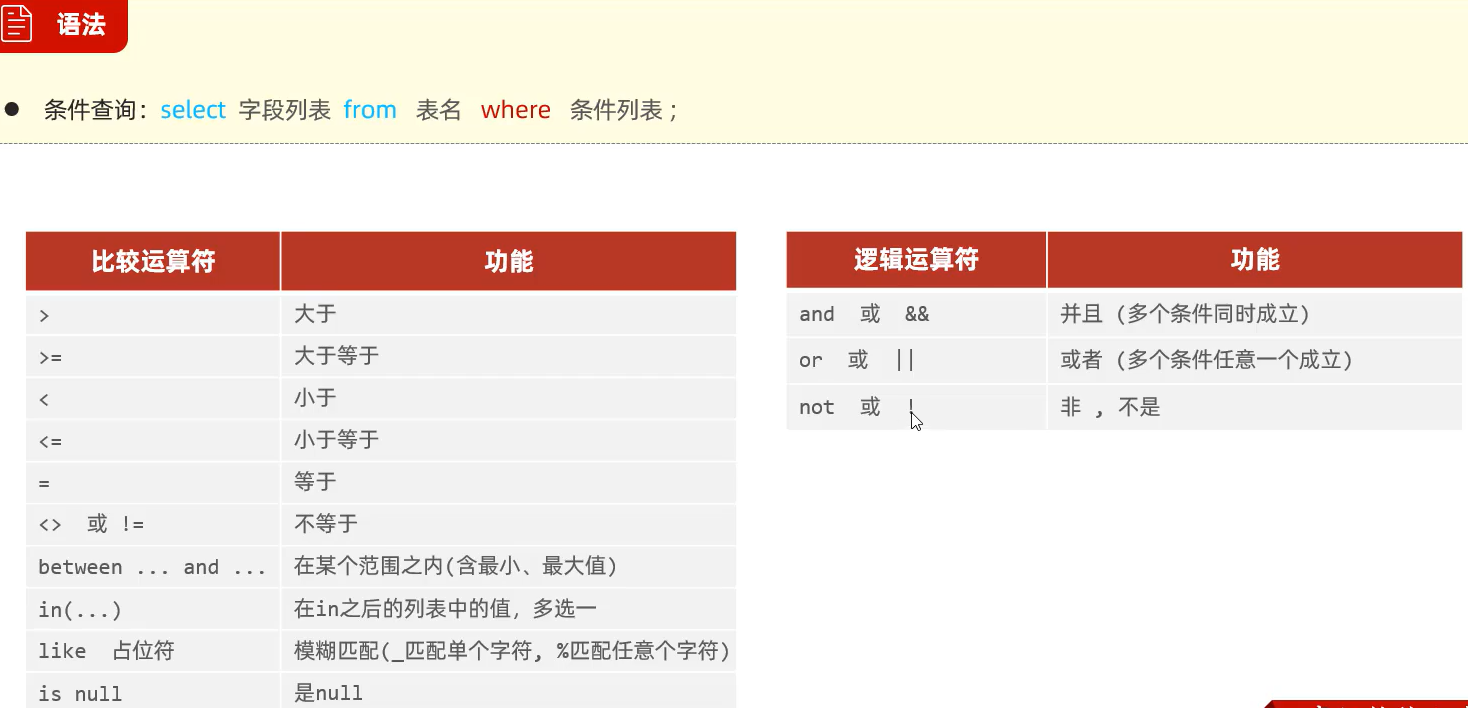 语法
● 条件查询：select 字段列表 from 表名 where 条件列表 ;
比较运算符 功能
> 大于
>= 大于等于
< 小于
<= 小于等于
= 等于
<> 或 != 不等于
between ... and ... 在某个范围之内(含最小、最大值)
in(...) 在in之后的列表中的值，多选一
like 占位符 模糊匹配(_匹配单个字符, %匹配任意个字符)
is null 是null
逻辑运算符 功能
and 或 && 并且 (多个条件同时成立)
or 或 || 或者 (多个条件任意一个成立)
not 或 ! 非 , 不是